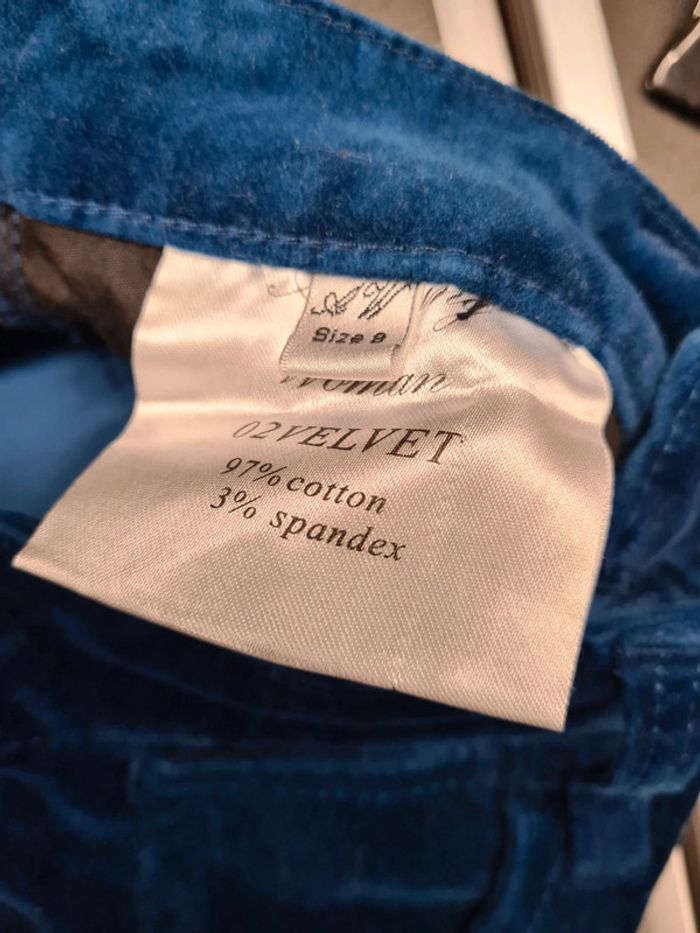 Size 8
Woman
02VELVET
97% cotton
3% spandex